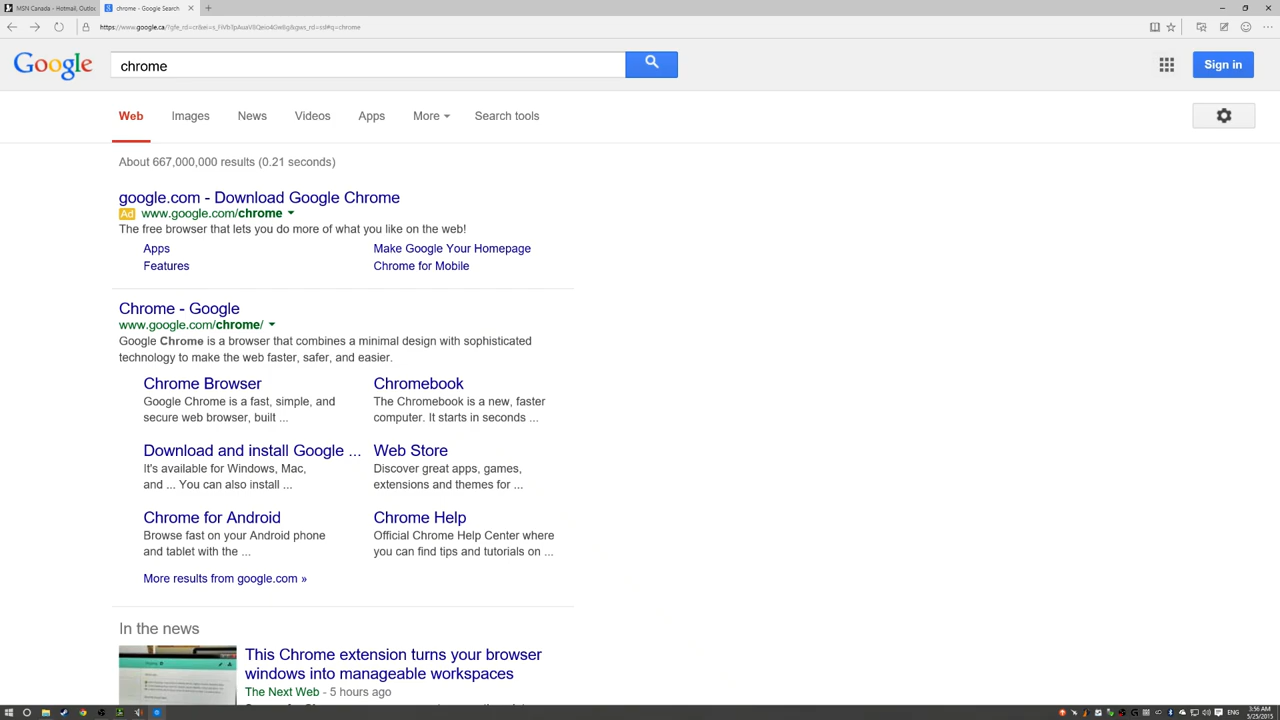 MSN Canada - Hotmail, Outloo
chrome - Google Search
Google
chrome
Sign in
Web Images News Videos Apps More Search tools
About 667,000,000 results (0.21 seconds)
google.com - Download Google Chrome
Ad www.google.com/chrome
The free browser that lets you do more of what you like on the web!
Apps Make Google Your Homepage
Features Chrome for Mobile
Chrome - Google
www.google.com/chrome/
Google Chrome is a browser that combines a minimal design with sophisticated
technology to make the web faster, safer, and easier.
Chrome Browser Chromebook
Google Chrome is a fast, simple, and The Chromebook is a new, faster
secure web browser, built ... computer. It starts in seconds ...
Download and install Google ... Web Store
It's available for Windows, Mac, Discover great apps, games,
and ... You can also install ... extensions and themes for ...
Chrome for Android Chrome Help
Browse fast on your Android phone Official Chrome Help Center where
and tablet with the ... you can find tips and tutorials on ...
More results from google.com »
In the news
This Chrome extension turns your browser
windows into manageable workspaces
The Next Web - 5 hours ago
ENG
3:56 AM
5/25/2015